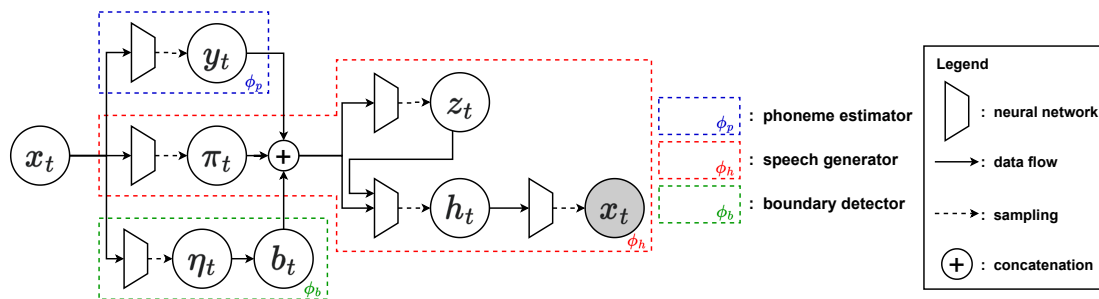 x_t
y_t
ϕ_p
π_t
η_t
b_t
ϕ_b
+
z_t
h_t
x_t
ϕ_h
ϕ_p : phoneme estimator
ϕ_h : speech generator
ϕ_b : boundary detector
Legend
: neural network
: data flow
: sampling
+ : concatenation